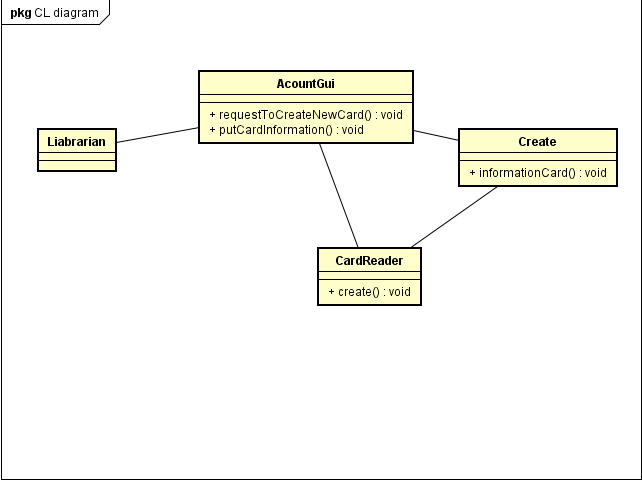 pkg CL diagram
AcountGui
+ requestToCreateNewCard() : void
+ putCardInformation() : void
Liabrarian
Create
+ informationCard() : void
CardReader
+ create() : void